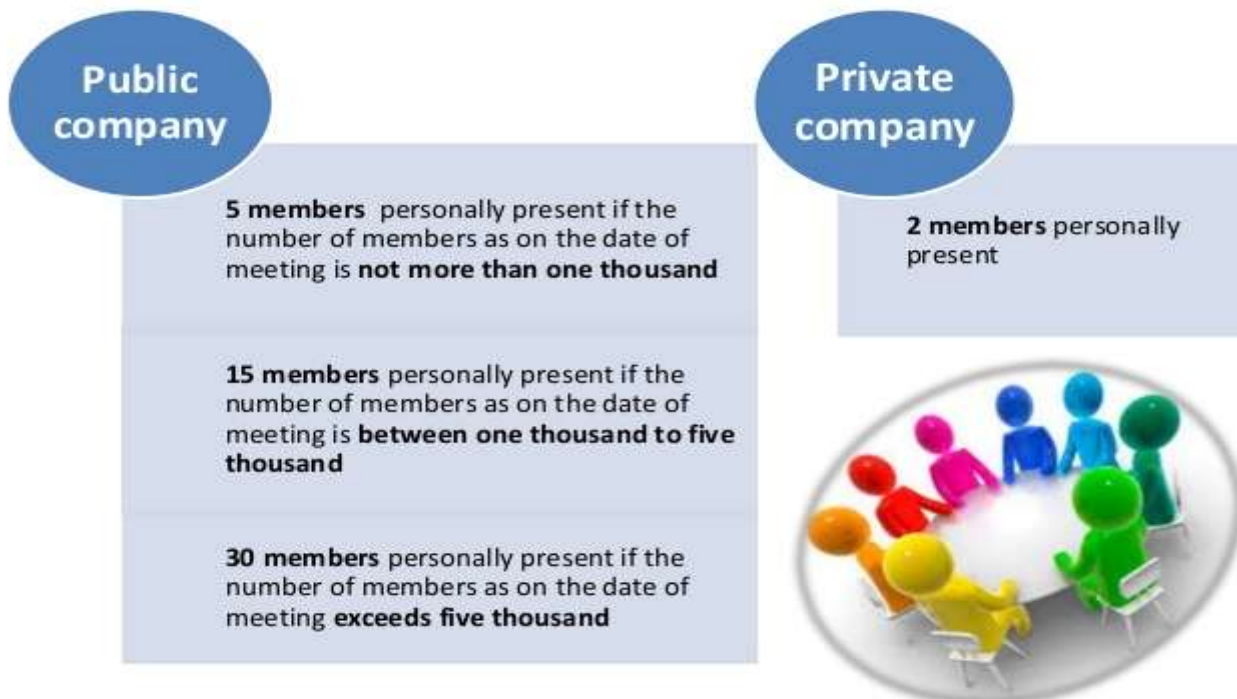 Public
company
5 members personally present if the
number of members as on the date of
meeting is not more than one thousand
15 members personally present if the
number of members as on the date of
meeting is between one thousand to five
thousand
30 members personally present if the
number of members as on the date of
meeting exceeds five thousand
Private
company
2 members personally
present